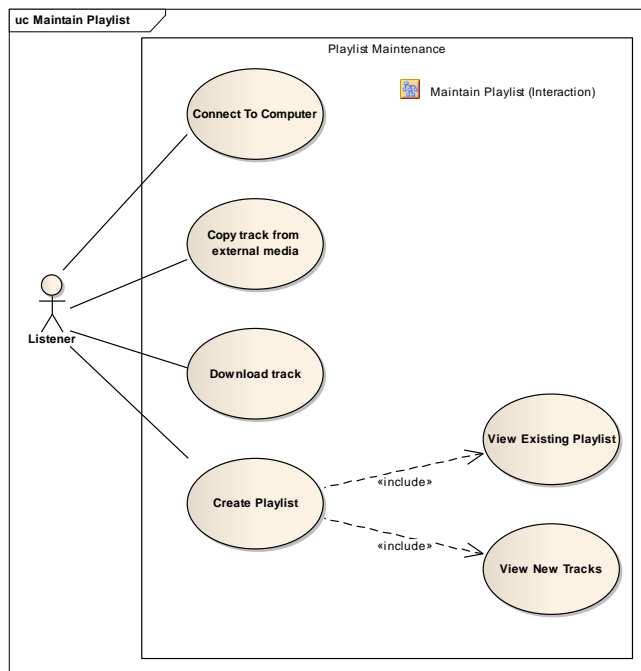 uc Maintain Playlist
Playlist Maintenance
Maintain Playlist (Interaction)
Connect To Computer
Copy track from
external media
Listener
Download track
View Existing Playlist
«include»
Create Playlist
«include»
View New Tracks